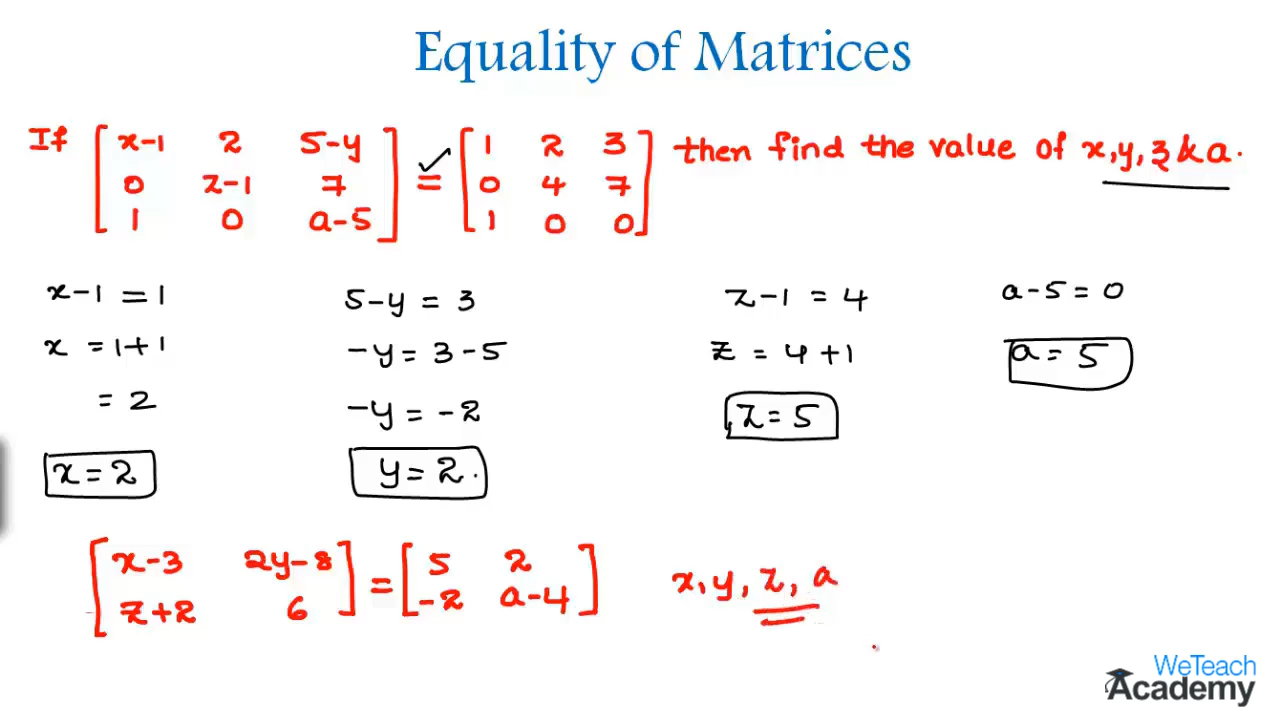 Equality of Matrices
If [ x-1 2 5-y ] = [ 1 2 3 ] then find the value of x, y, z & a.
0 z-1 7 0 4 7
1 0 a-5 1 0 0
x-1 = 1 5-y = 3 z-1 = 4 a-5 = 0
x = 1+1 -y = 3-5 z = 4+1 a = 5
= 2 -y = -2 z = 5
x = 2 y = 2.
[ x-3 2y-8 ] = [ 5 2 ] x, y, z, a
z+2 6 -2 a-4
WeTeach
Academy